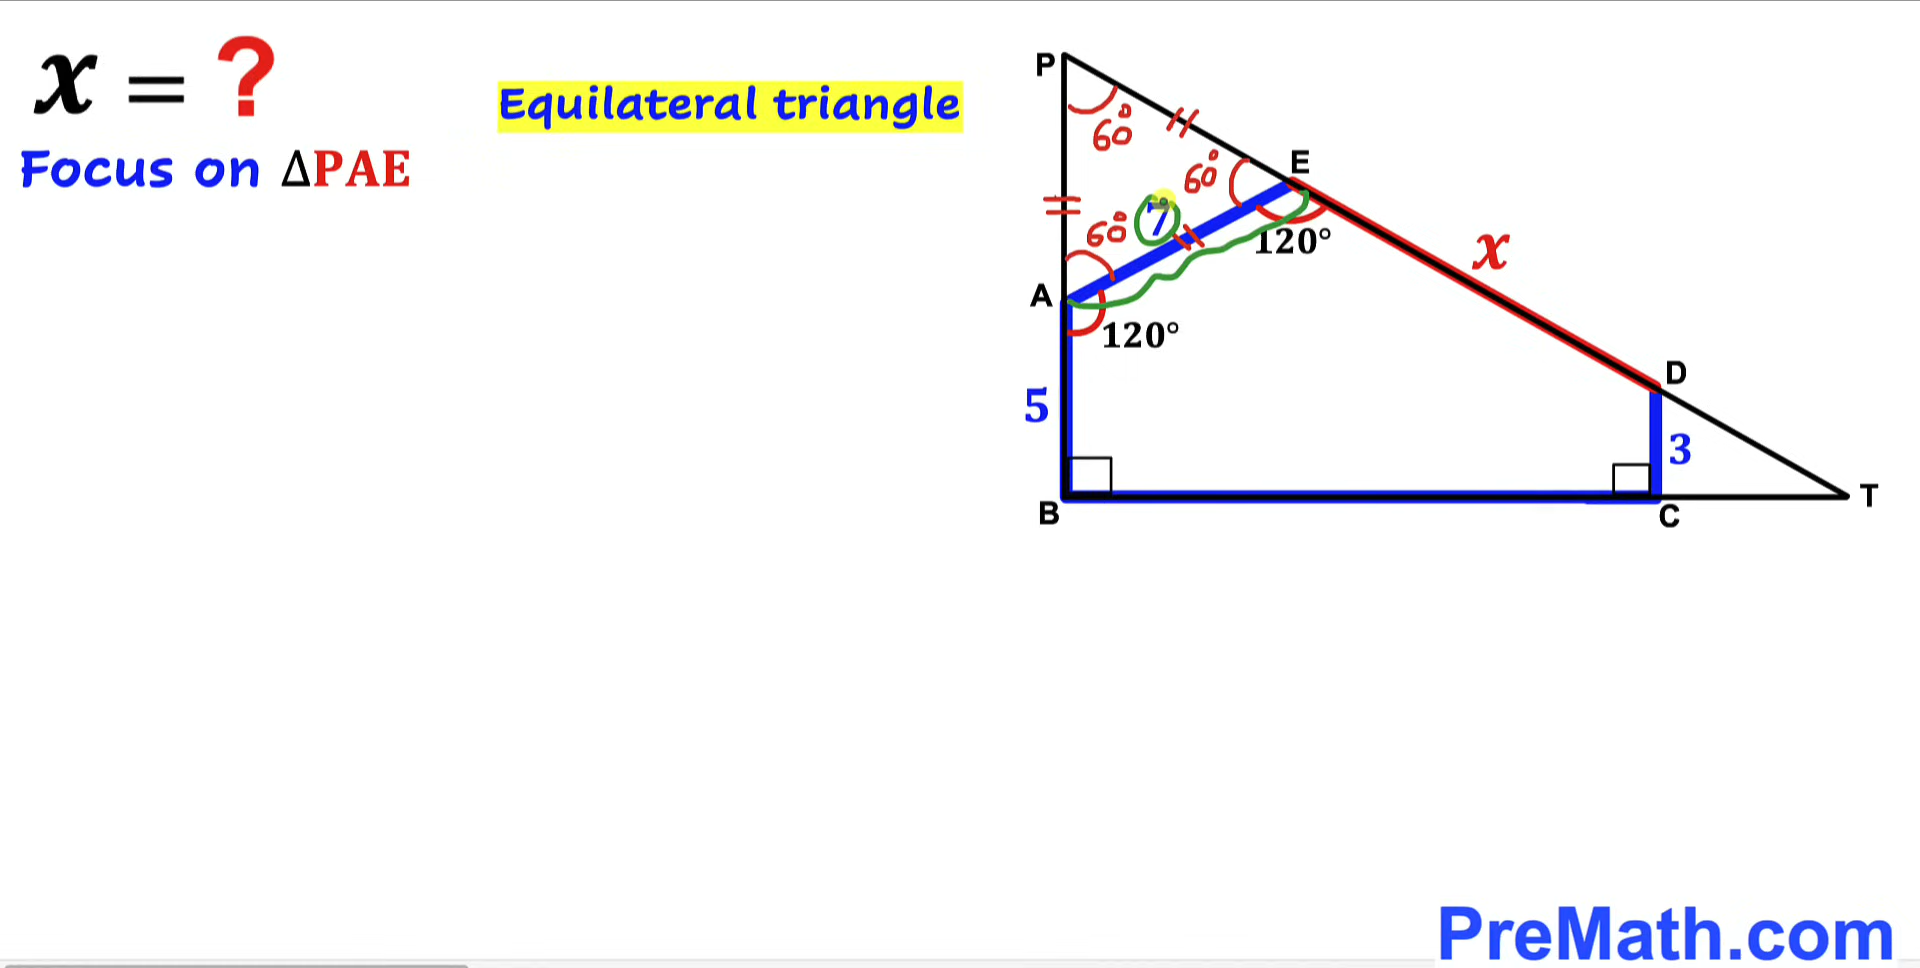 x = ?
Equilateral triangle
Focus on ΔPAE
P
60°
E
60°
7
60°
120°
x
A
120°
D
5
3
B
C
T
PreMath.com